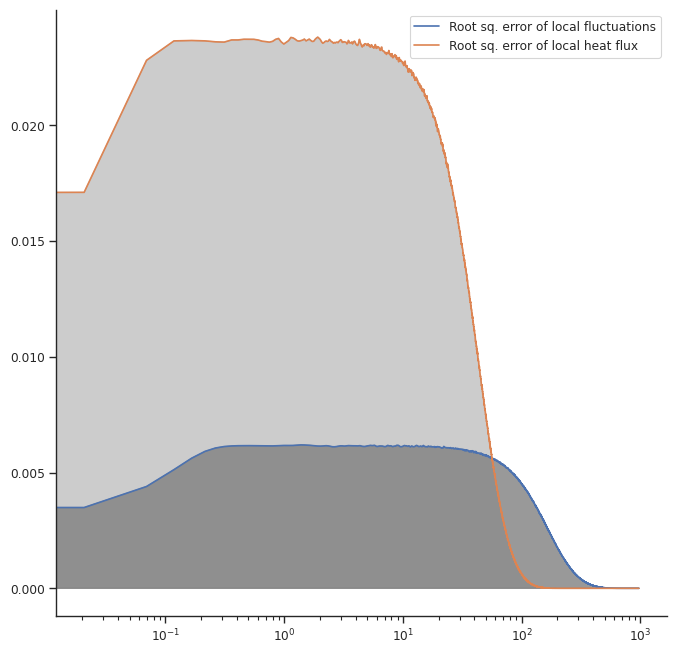 Root sq. error of local fluctuations
Root sq. error of local heat flux
0.020
0.015
0.010
0.005
0.000
10⁻¹ 10⁰ 10¹ 10² 10³